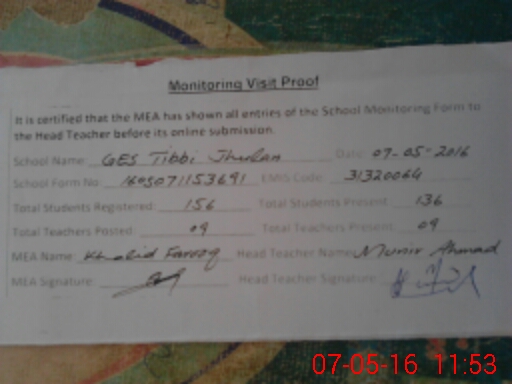 Monitoring Visit Proof
It is certified that the MEA has shown all entries of the School Monitoring Form to
the Head Teacher before its online submission.
School Name: GES Tibbi Jhulan Date: 07-05-2016
School Form No: 1605071153691 EMIS Code: 31320064
Total Students Registered: 156 Total Students Present: 136
Total Teachers Posted: 09 Total Teachers Present: 09
MEA Name: Khalid Farooq Head Teacher Name: Munir Ahmad
MEA Signature: Head Teacher Signature:
07-05-16 11:53